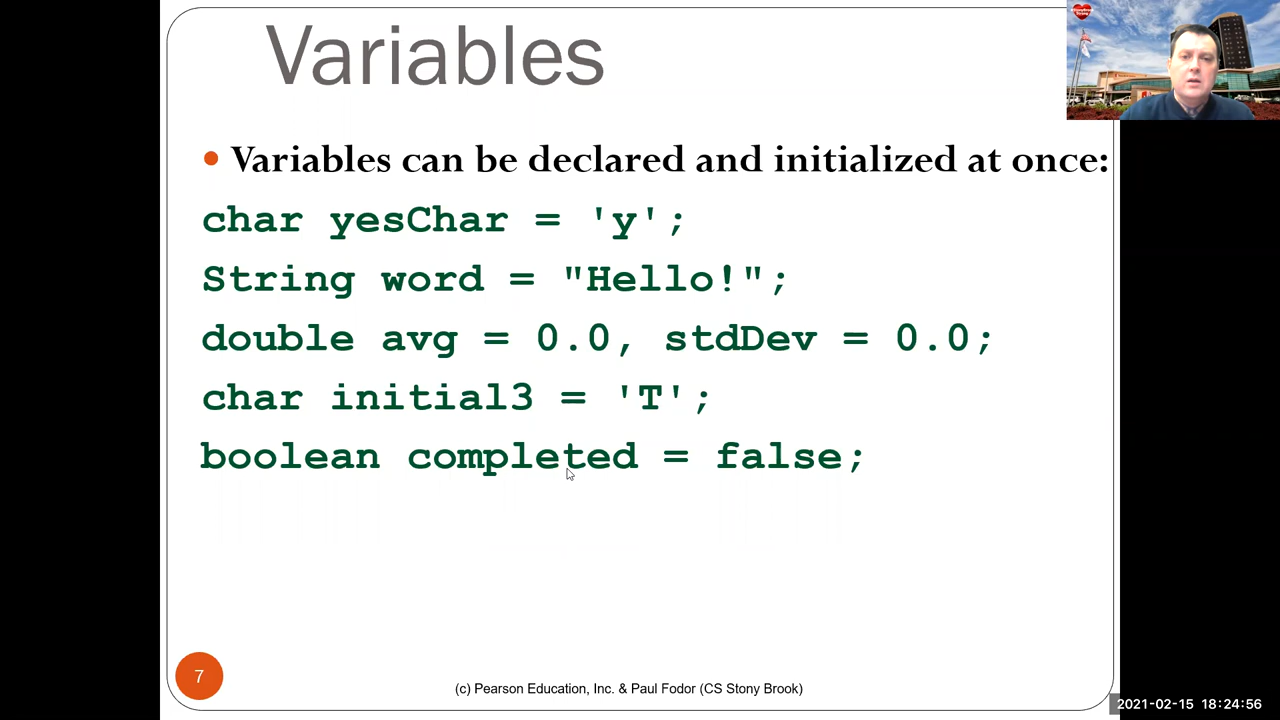 Variables
Variables can be declared and initialized at once:
char yesChar = 'y';
String word = "Hello!";
double avg = 0.0, stdDev = 0.0;
char initial3 = 'T';
boolean completed = false;
7
(c) Pearson Education, Inc. & Paul Fodor (CS Stony Brook)
2021-02-15 18:24:56